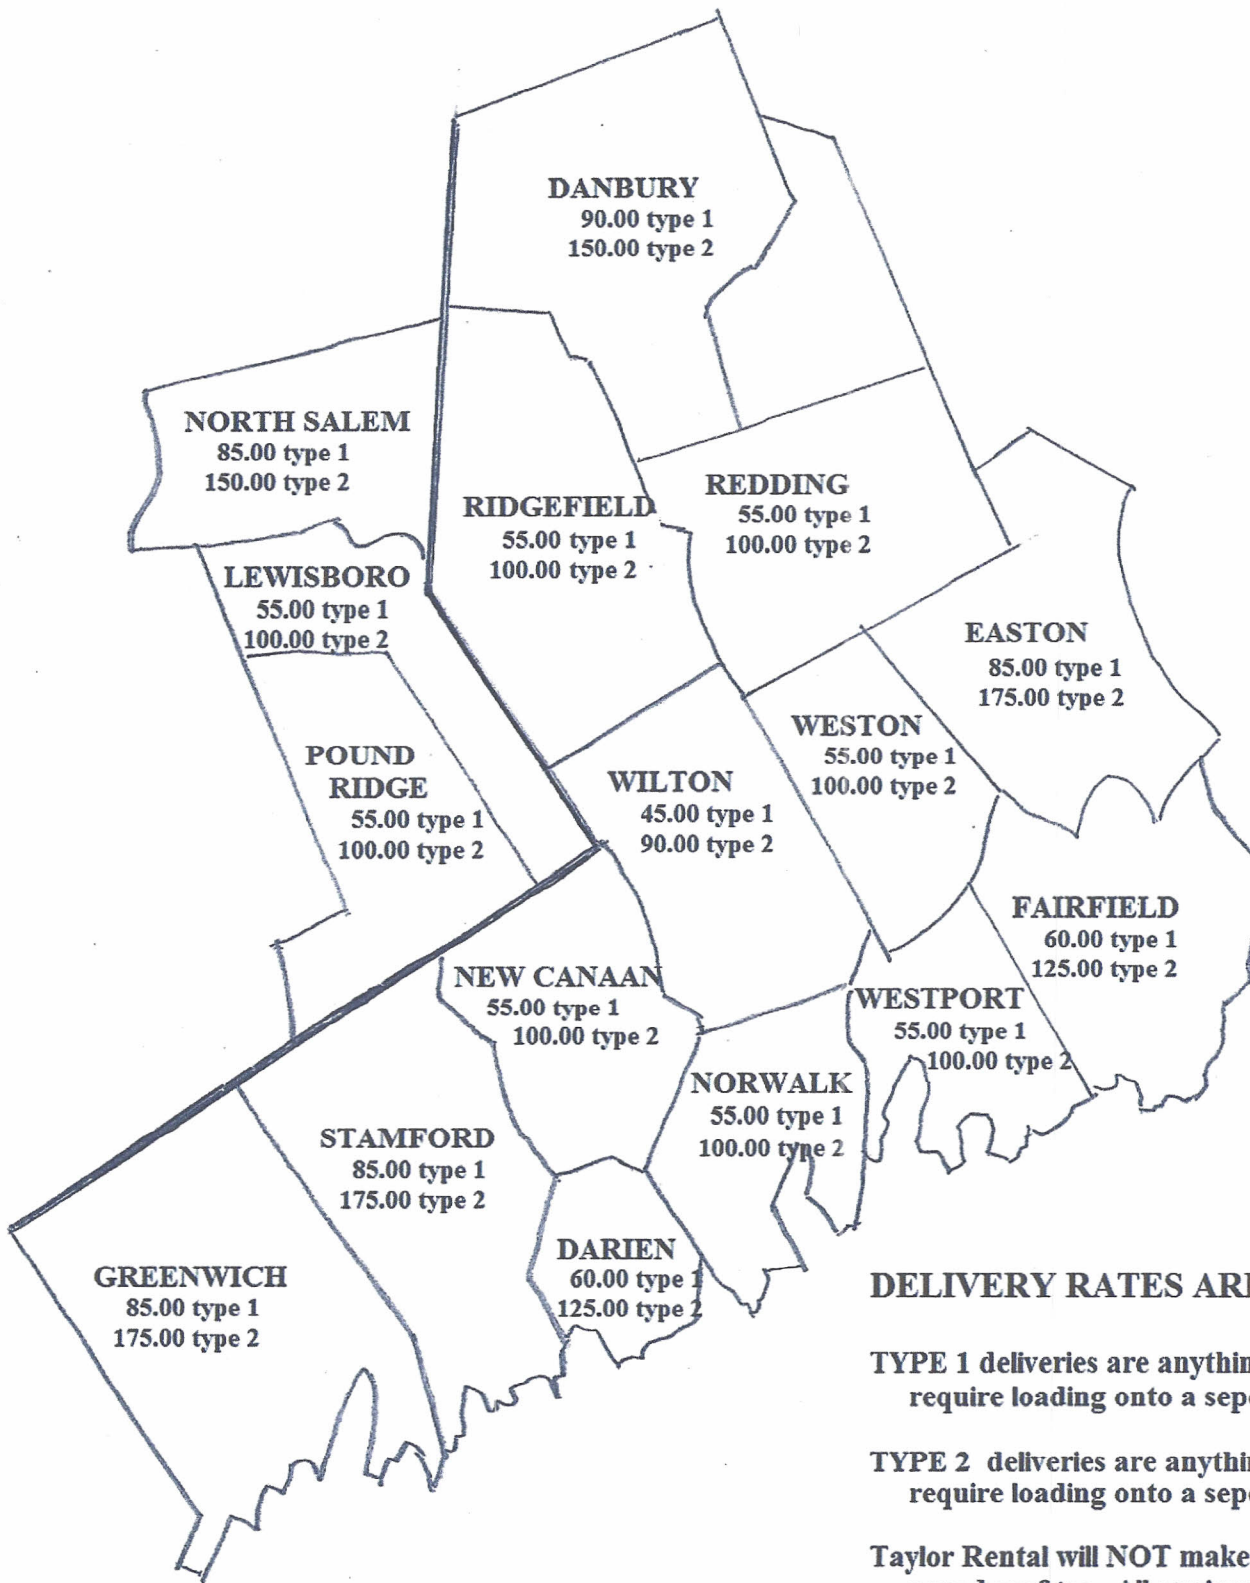 DANBURY
90.00 type 1
150.00 type 2
NORTH SALEM
85.00 type 1
150.00 type 2
RIDGEFIELD
55.00 type 1
100.00 type 2
REDDING
55.00 type 1
100.00 type 2
LEWISBORO
55.00 type 1
100.00 type 2
EASTON
85.00 type 1
175.00 type 2
POUND
RIDGE
55.00 type 1
100.00 type 2
WILTON
45.00 type 1
90.00 type 2
WESTON
55.00 type 1
100.00 type 2
FAIRFIELD
60.00 type 1
125.00 type 2
NEW CANAAN
55.00 type 1
100.00 type 2
WESTPORT
55.00 type 1
100.00 type 2
NORWALK
55.00 type 1
100.00 type 2
STAMFORD
85.00 type 1
175.00 type 2
DARIEN
60.00 type 1
125.00 type 2
GREENWICH
85.00 type 1
175.00 type 2
DELIVERY RATES
TYPE 1 deliveries are
require loading onto a
TYPE 2 deliveries are
require loading onto a
Taylor Rental will NOT make